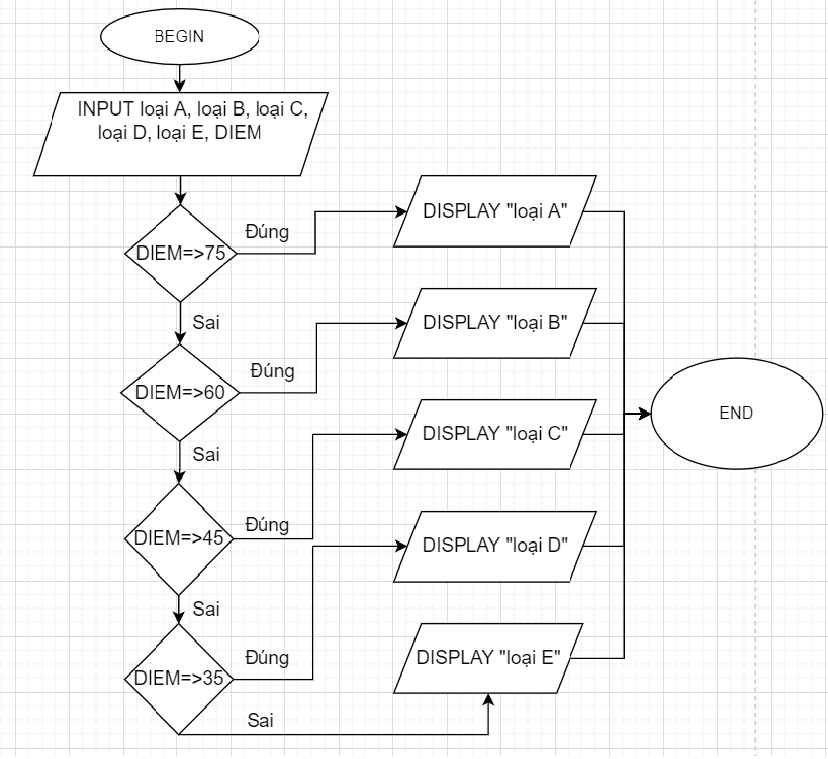 BEGIN
INPUT loại A, loại B, loại C,
loại D, loại E, DIEM
DIEM=>75
Đúng
DISPLAY "loại A"
Sai
DIEM=>60
Đúng
DISPLAY "loại B"
Sai
DIEM=>45
Đúng
DISPLAY "loại C"
Sai
DIEM=>35
Đúng
DISPLAY "loại D"
Sai
DISPLAY "loại E"
END